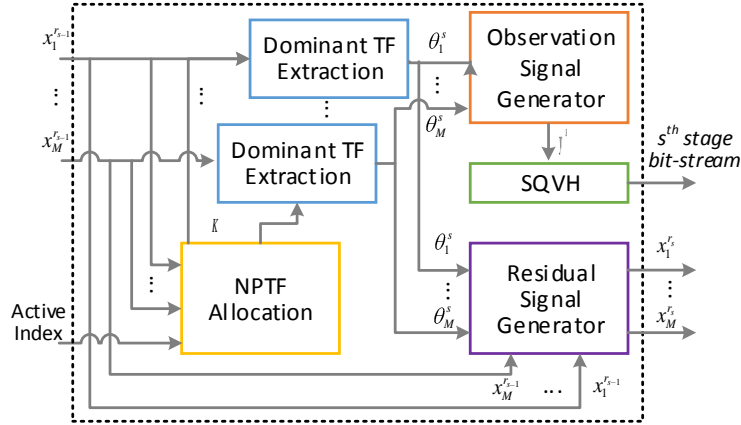 x_1^{r_{s-1}}
Dominant TF
Extraction
θ_1^s
Observation
Signal
Generator
⋮
⋮
⋮
θ_M^s
...
x_M^{r_{s-1}}
Dominant TF
Extraction
s^{th} stage
bit-stream
SQVH
K
θ_1^s
x_1^{r_s}
NPTF
Allocation
Residual
Signal
Generator
⋮
⋮
⋮
Active
Index
θ_M^s
x_M^{r_s}
x_M^{r_{s-1}}
...
x_1^{r_{s-1}}